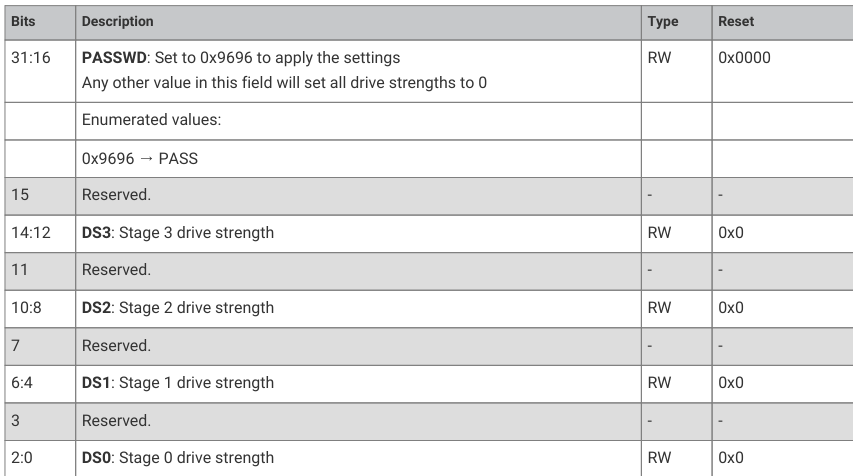 Bits Description Type Reset
31:16 PASSWD: Set to 0x9696 to apply the settings RW 0x0000
Any other value in this field will set all drive strengths to 0
Enumerated values:
0x9696 → PASS
15 Reserved. - -
14:12 DS3: Stage 3 drive strength RW 0x0
11 Reserved. - -
10:8 DS2: Stage 2 drive strength RW 0x0
7 Reserved. - -
6:4 DS1: Stage 1 drive strength RW 0x0
3 Reserved. - -
2:0 DS0: Stage 0 drive strength RW 0x0